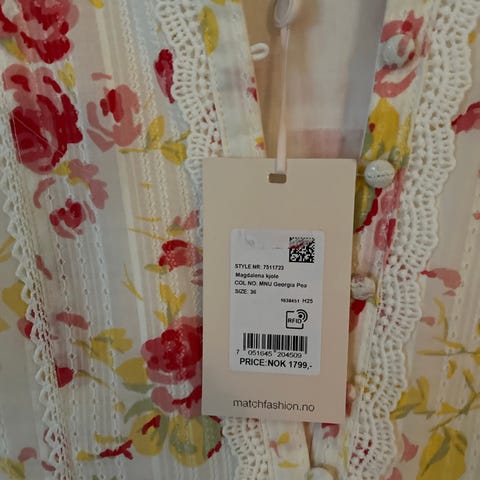 STYLE NR: 7511723
Magdalena kjole
COL.NO: MNU Georgia Pea
SIZE: 36
1638451 H25
RFID
7 051645 204509
PRICE:NOK 1799,-
matchfashion.no